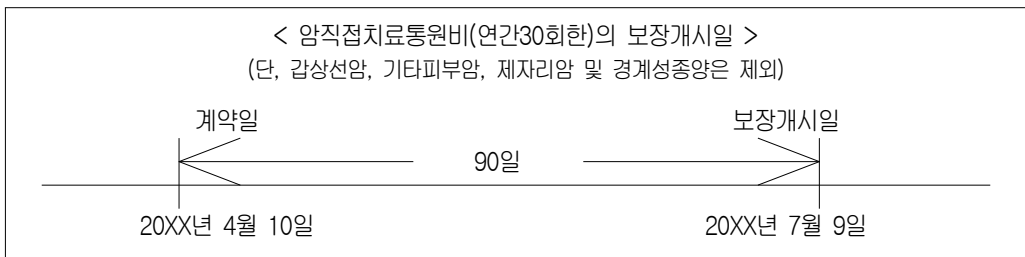 < 암직접치료통원비(연간30회한)의 보장개시일 >
(단, 갑상선암, 기타피부암, 제자리암 및 경계성종양은 제외)
계약일 보장개시일
90일
20XX년 4월 10일 20XX년 7월 9일